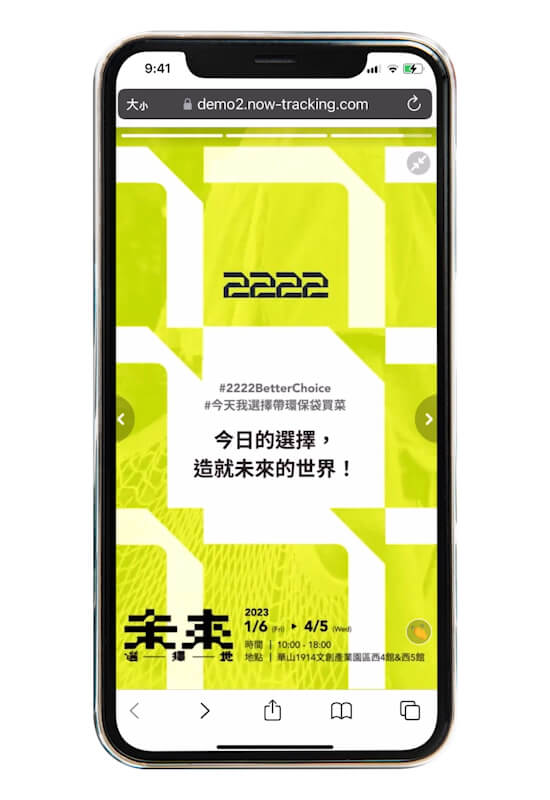 9:41
大小 demo2.now-tracking.com
2222
#2222BetterChoice
#今天我選擇帶環保袋買菜
今日的選擇，
造就未來的世界！
未來
選擇地
2023
1/6 (Fri) ▸ 4/5 (Wed)
時間｜10:00 - 18:00
地點｜華山1914文創產業園區西4館&西5館